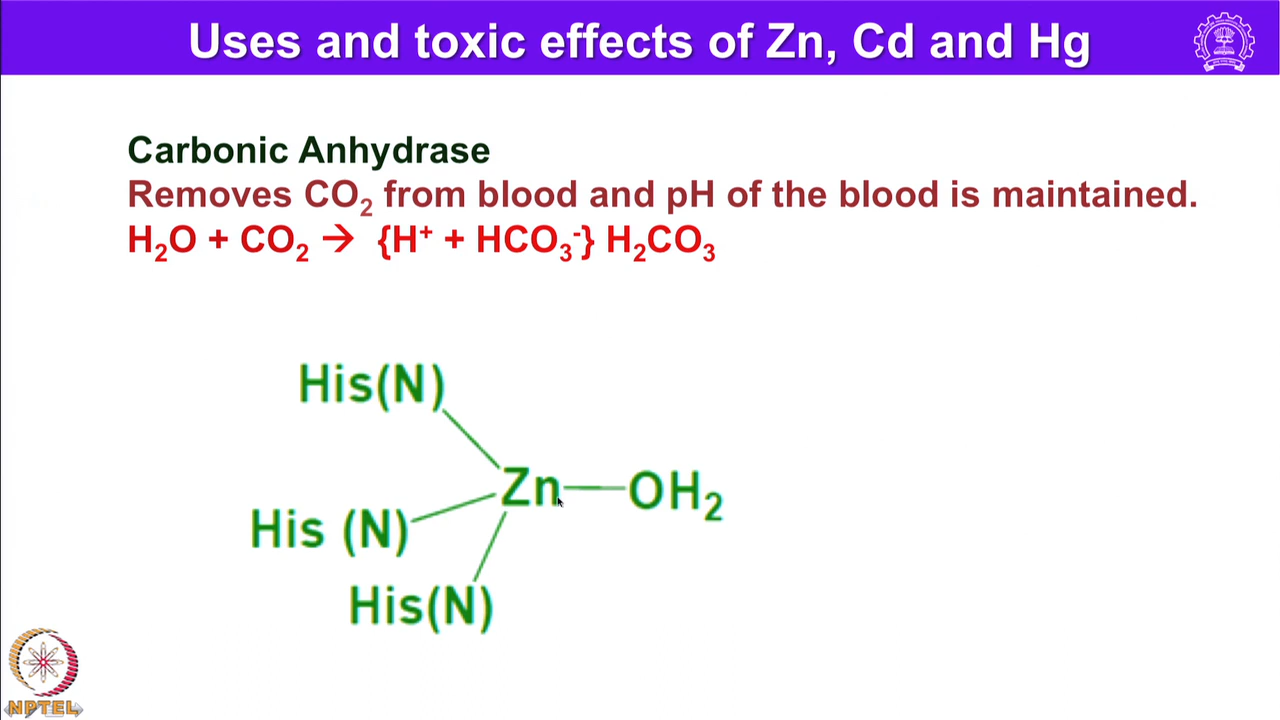 Uses and toxic effects of Zn, Cd and Hg
Carbonic Anhydrase
Removes CO₂ from blood and pH of the blood is maintained.
H₂O + CO₂ → {H⁺ + HCO₃⁻} H₂CO₃
His(N)
Zn—OH₂
His (N)
His(N)
NPTEL